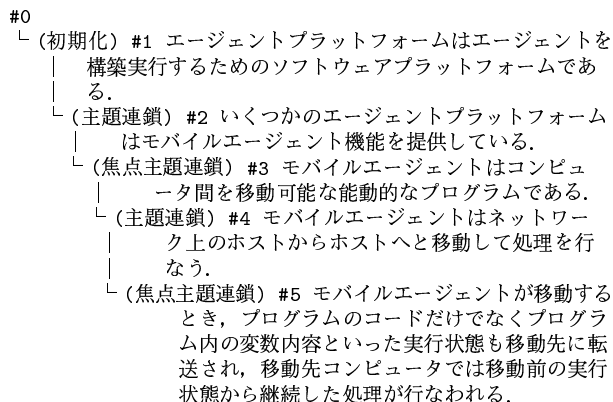 #0
(初期化) #1 エージェントプラットフォームはエージェントを
構築実行するためのソフトウェアプラットフォームであ
る.
(主題連鎖) #2 いくつかのエージェントプラットフォーム
はモバイルエージェント機能を提供している.
(焦点主題連鎖) #3 モバイルエージェントはコンピュ
ータ間を移動可能な能動的なプログラムである.
(主題連鎖) #4 モバイルエージェントはネットワー
ク上のホストからホストへと移動して処理を行
なう.
(焦点主題連鎖) #5 モバイルエージェントが移動する
とき, プログラムのコードだけでなくプログラ
ム内の変数内容といった実行状態も移動先に転
送され, 移動先コンピュータでは移動前の実行
状態から継続した処理が行なわれる.